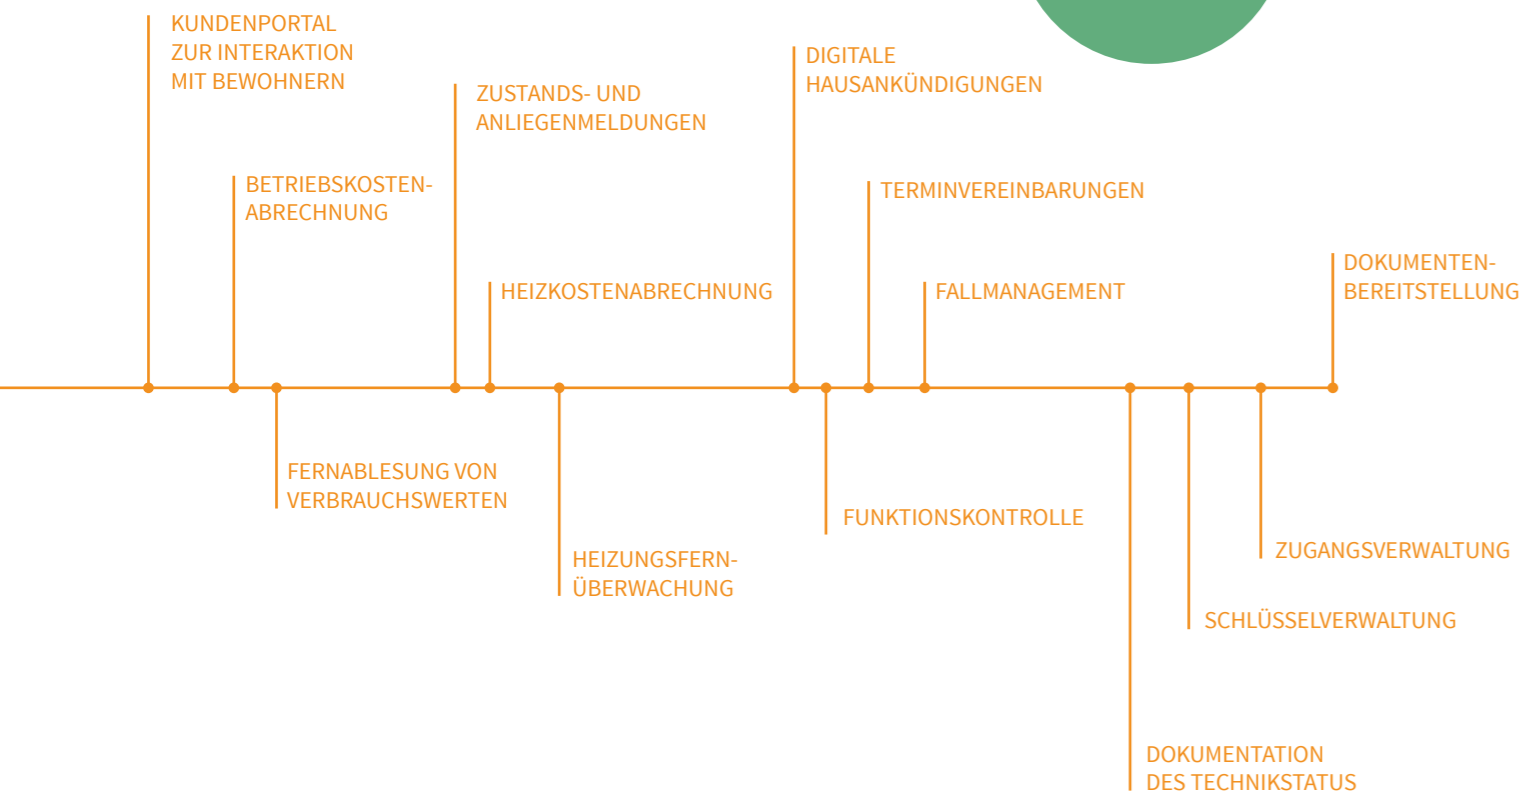 KUNDENPORTAL
ZUR INTERAKTION
MIT BEWOHNERN
BETRIEBSKOSTEN-
ABRECHNUNG
FERNABLESUNG VON
VERBRAUCHSWERTEN
ZUSTANDS- UND
ANLIEGENMELDUNGEN
HEIZKOSTENABRECHNUNG
HEIZUNGSFERN-
ÜBERWACHUNG
DIGITALE
HAUSANKÜNDIGUNGEN
FUNKTIONSKONTROLLE
TERMINVEREINBARUNGEN
FALLMANAGEMENT
DOKUMENTATION
DES TECHNIKSTATUS
SCHLÜSSELVERWALTUNG
ZUGANGSVERWALTUNG
DOKUMENTEN-
BEREITSTELLUNG